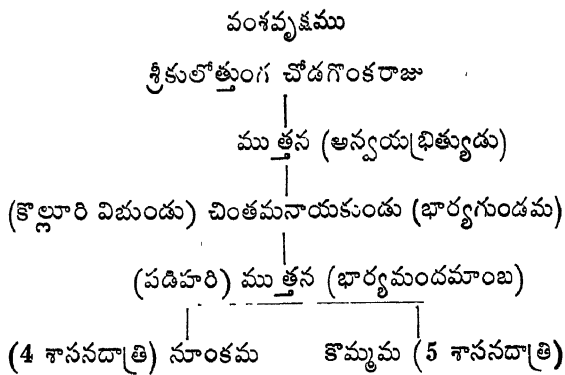 వంశవృక్షము
శ్రీకులోత్తుంగ చోడగొంకరాజు
ముత్తన (అన్వయభ్రిత్యుడు)
(కొల్లూరి విబుండు) చింతమనాయకుండు (భార్యగుండమ)
(పడిహరి) ముత్తన (భార్యమందమాంబ)
(4 శాసనదాత్రి) నూంకమ కొమ్మమ (5 శాసనదాత్రి)